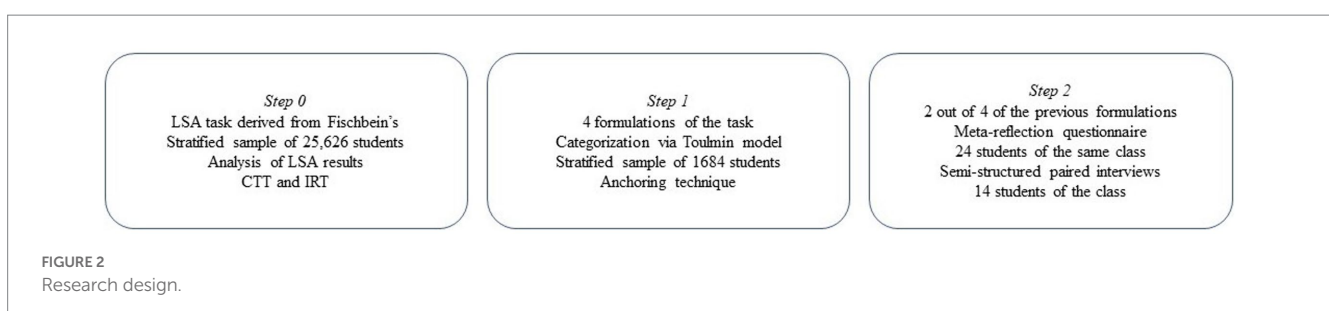 Step 0
LSA task derived from Fischbein's
Stratified sample of 25,626 students
Analysis of LSA results
CTT and IRT
Step 1
4 formulations of the task
Categorization via Toulmin model
Stratified sample of 1684 students
Anchoring technique
Step 2
2 out of 4 of the previous formulations
Meta-reflection questionnaire
24 students of the same class
Semi-structured paired interviews
14 students of the class
FIGURE 2
Research design.